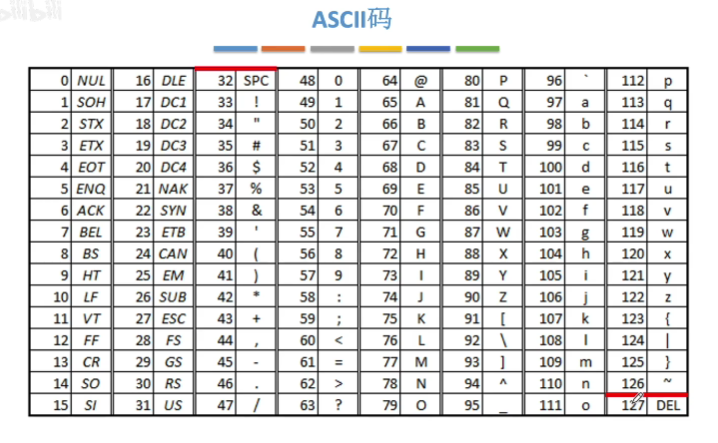 bilibili
ASCII码
0 NUL 16 DLE 32 SPC 48 0 64 @ 80 P 96 ` 112 p
1 SOH 17 DC1 33 ! 49 1 65 A 81 Q 97 a 113 q
2 STX 18 DC2 34 " 50 2 66 B 82 R 98 b 114 r
3 ETX 19 DC3 35 # 51 3 67 C 83 S 99 c 115 s
4 EOT 20 DC4 36 $ 52 4 68 D 84 T 100 d 116 t
5 ENQ 21 NAK 37 % 53 5 69 E 85 U 101 e 117 u
6 ACK 22 SYN 38 & 54 6 70 F 86 V 102 f 118 v
7 BEL 23 ETB 39 ' 55 7 71 G 87 W 103 g 119 w
8 BS 24 CAN 40 ( 56 8 72 H 88 X 104 h 120 x
9 HT 25 EM 41 ) 57 9 73 I 89 Y 105 i 121 y
10 LF 26 SUB 42 * 58 : 74 J 90 Z 106 j 122 z
11 VT 27 ESC 43 + 59 ; 75 K 91 [ 107 k 123 {
12 FF 28 FS 44 , 60 < 76 L 92 \ 108 l 124 |
13 CR 29 GS 45 - 61 = 77 M 93 ] 109 m 125 }
14 SO 30 RS 46 . 62 > 78 N 94 ^ 110 n 126 ~
15 SI 31 US 47 / 63 ? 79 O 95 _ 111 o 127 DEL